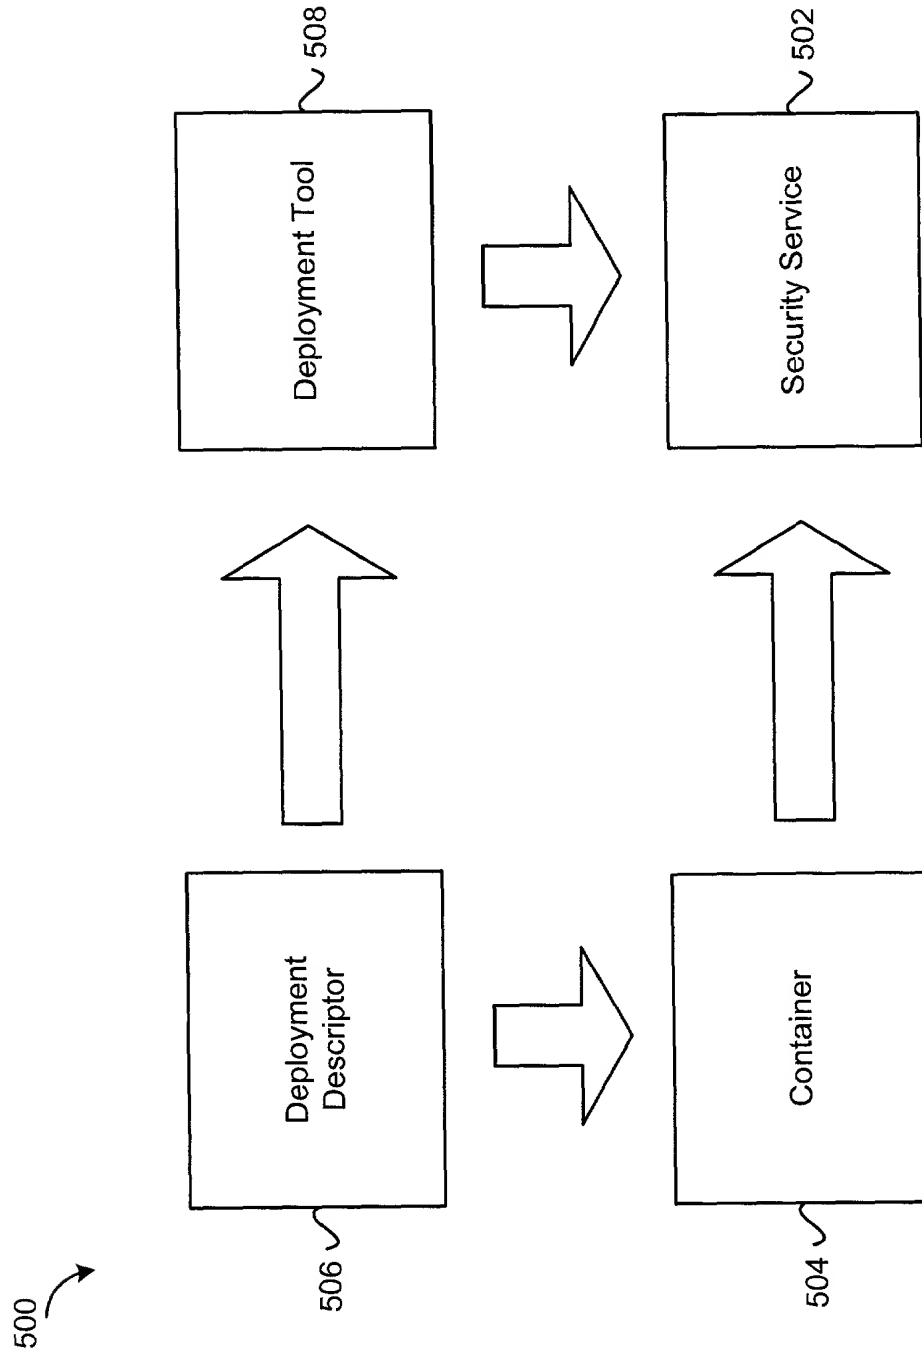 500
506
Deployment
Descriptor
Deployment Tool
508
504
Container
Security Service
502